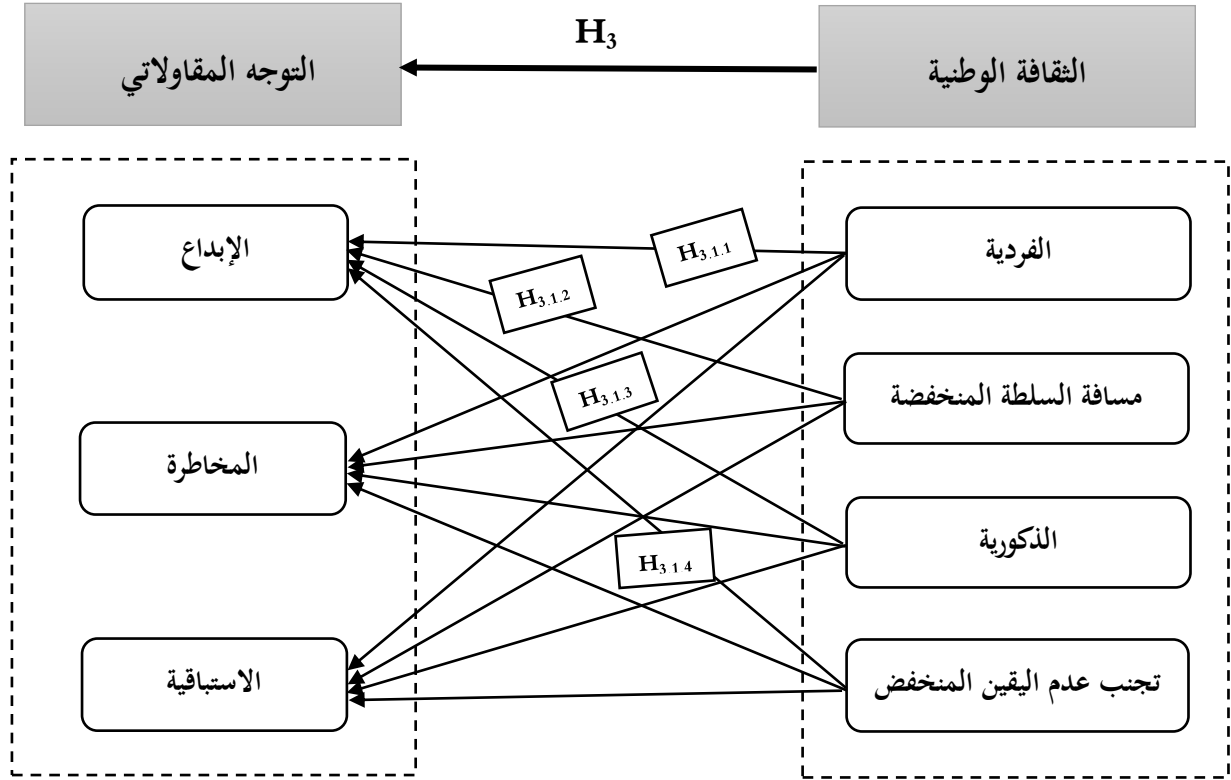 الثقافة الوطنية
H₃
التوجه المقاولاتي
الفردية
H₃.₁.₁
الإبداع
H₃.₁.₂
مسافة السلطة المنخفضة
H₃.₁.₃
المخاطرة
الذكورية
H₃ ₁ ₄
تجنب عدم اليقين المنخفض
الاستباقية